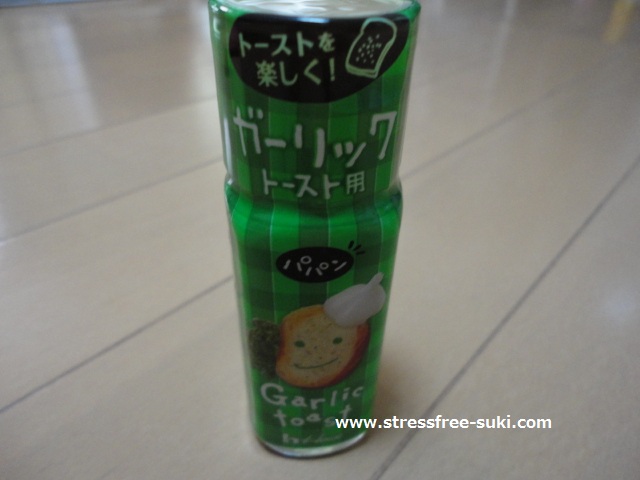 トーストを
楽しく!
ガーリック
トースト用
パパン
Garlic
toast
www.stressfree-suki.com